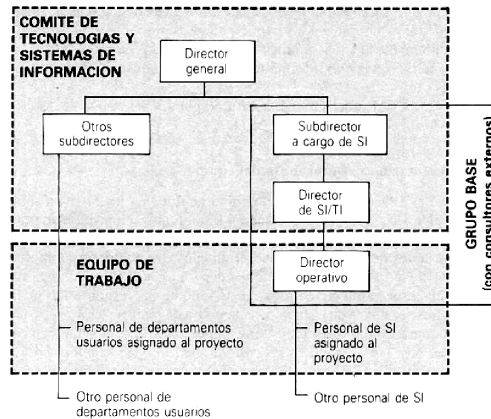 COMITE DE
TECNOLOGIAS Y
SISTEMAS DE
INFORMACION
Director
general
Otros
subdirectores
Subdirector
a cargo de SI
Director
de SI/TI
GRUPO BASE
(con consultores externos)
EQUIPO DE
TRABAJO
Director
operativo
Personal de departamentos
usuarios asignado al proyecto
Personal de SI
asignado al
proyecto
Otro personal de
departamentos usuarios
Otro personal de SI